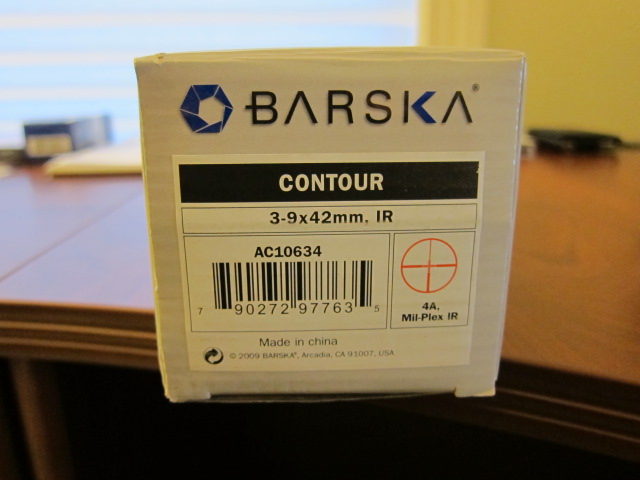 BARSKA®
CONTOUR
3-9x42mm, IR
AC10634
7 90272 97763 5
4A,
Mil-Plex IR
Made in china
© 2009 BARSKA®, Arcadia, CA 91007, USA